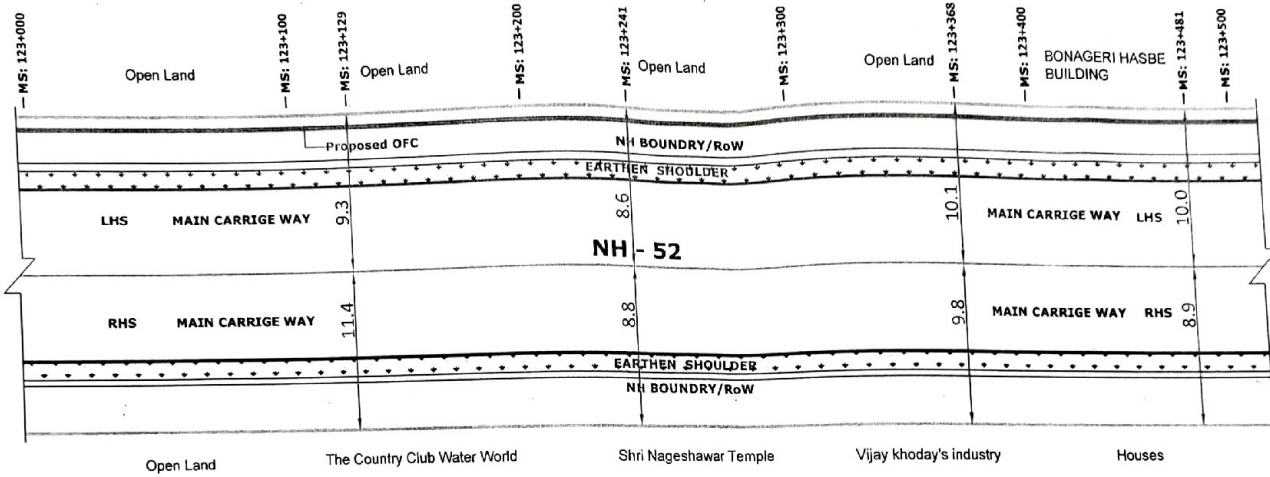 MS: 123+000
MS: 123+100
MS: 123+129
MS: 123+200
MS: 123+241
MS: 123+300
MS: 123+368
MS: 123+400
MS: 123+481
MS: 123+500
Open Land
Open Land
Open Land
Open Land
BONAGERI HASBE
BUILDING
Proposed OFC
NH BOUNDRY/RoW
EARTHEN SHOULDER
LHS MAIN CARRIGE WAY
9.3
8.6
10.1
MAIN CARRIGE WAY LHS
10.0
NH - 52
RHS MAIN CARRIGE WAY
11.4
8.8
9.8
MAIN CARRIGE WAY RHS
8.9
EARTHEN SHOULDER
NH BOUNDRY/RoW
Open Land
The Country Club Water World
Shri Nageshawar Temple
Vijay khoday's industry
Houses